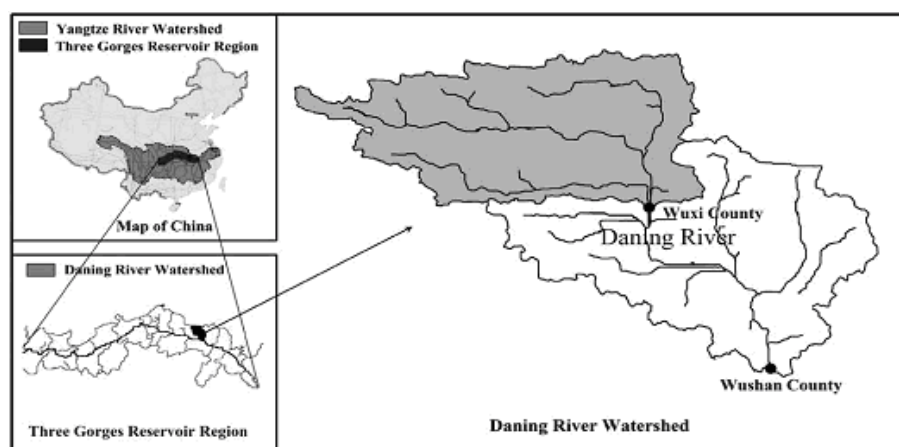 Yangtze River Watershed
Three Gorges Reservoir Region
Map of China
Daning River Watershed
Three Gorges Reservoir Region
Wuxi County
Daning River
Wushan County
Daning River Watershed